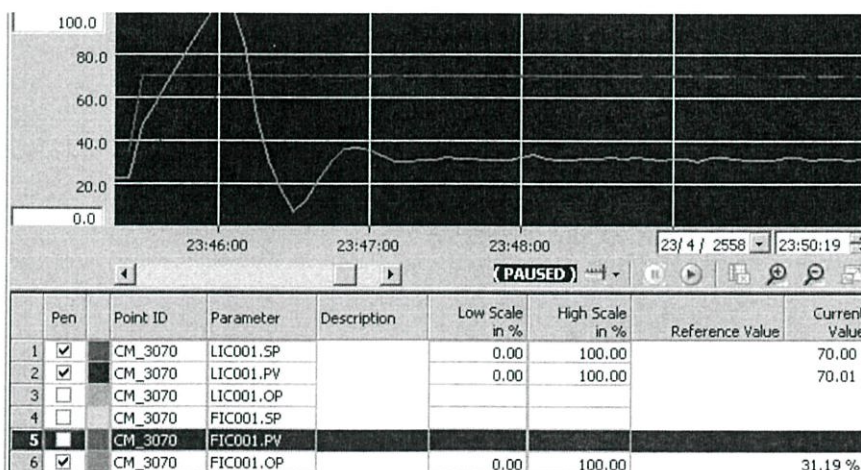 100.0
80.0
60.0
40.0
20.0
0.0
23:46:00 23:47:00 23:48:00 23/ 4 / 2558 23:50:19
( PAUSED )
Pen Point ID Parameter Description Low Scale in % High Scale in % Reference Value Current Value
1 CM_3070 LIC001.SP 0.00 100.00 70.00
2 CM_3070 LIC001.PV 0.00 100.00 70.01
3 CM_3070 LIC001.OP
4 CM_3070 FIC001.SP
5 CM_3070 FIC001.PV
6 CM_3070 FIC001.OP 0.00 100.00 31.19 %